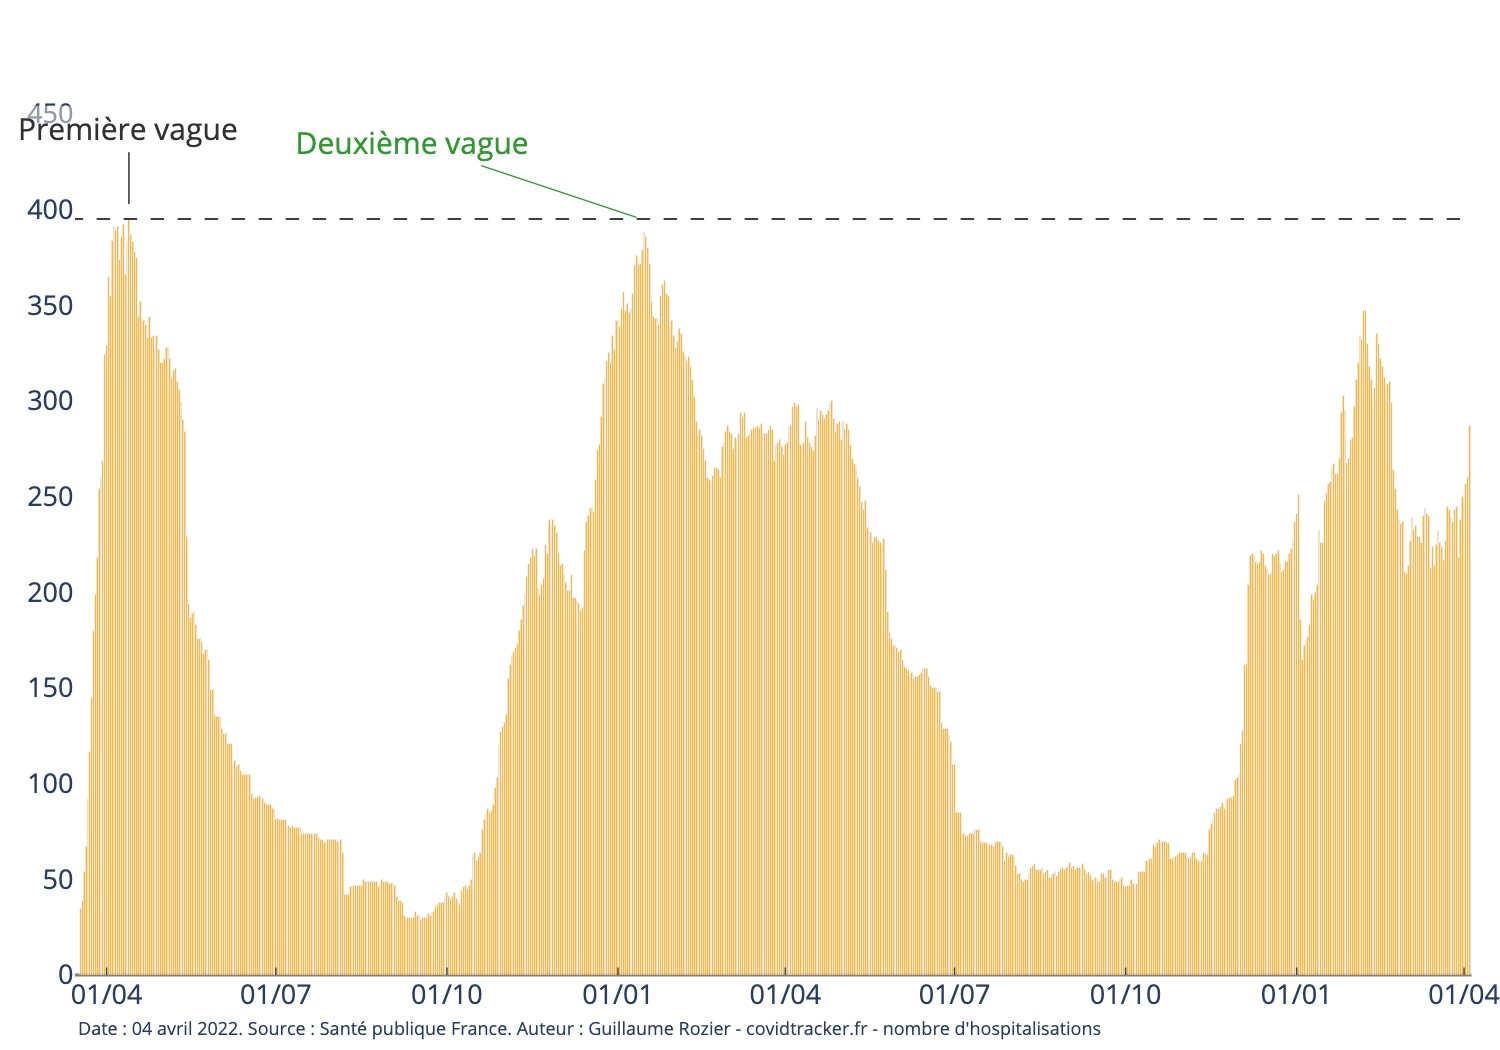 450
Première vague
Deuxième vague
400
350
300
250
200
150
100
50
0
01/04 01/07 01/10 01/01 01/04 01/07 01/10 01/01 01/04
Date : 04 avril 2022. Source : Santé publique France. Auteur : Guillaume Rozier - covidtracker.fr - nombre d'hospitalisations